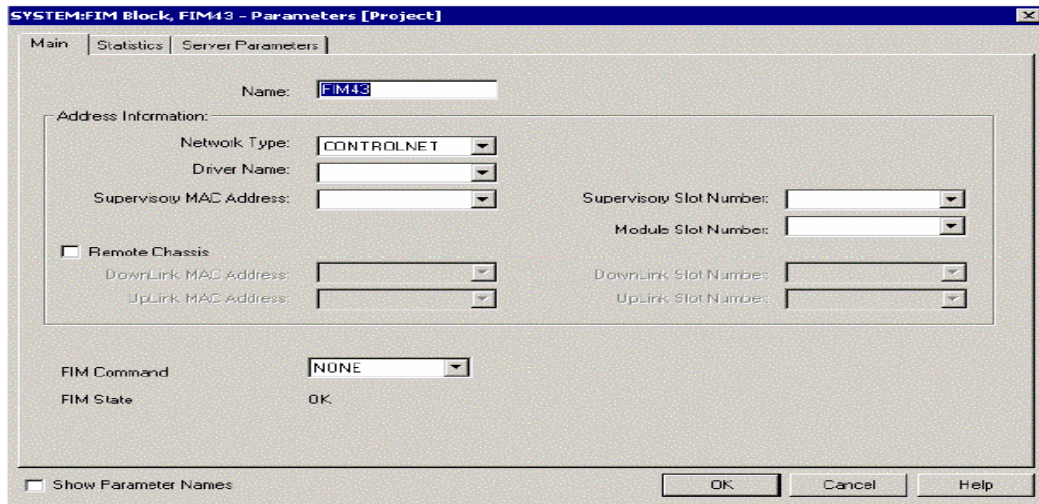 SYSTEM:FIM Block, FIM43 - Parameters [Project]
Main Statistics Server Parameters
Name: FIM43
Address Information:
Network Type: CONTROLNET
Driver Name:
Supervisory MAC Address: Supervisory Slot Number:
Module Slot Number:
Remote Chassis
DownLink MAC Address: DownLink Slot Number:
UpLink MAC Address: UpLink Slot Number:
FIM Command NONE
FIM State OK
Show Parameter Names OK Cancel Help